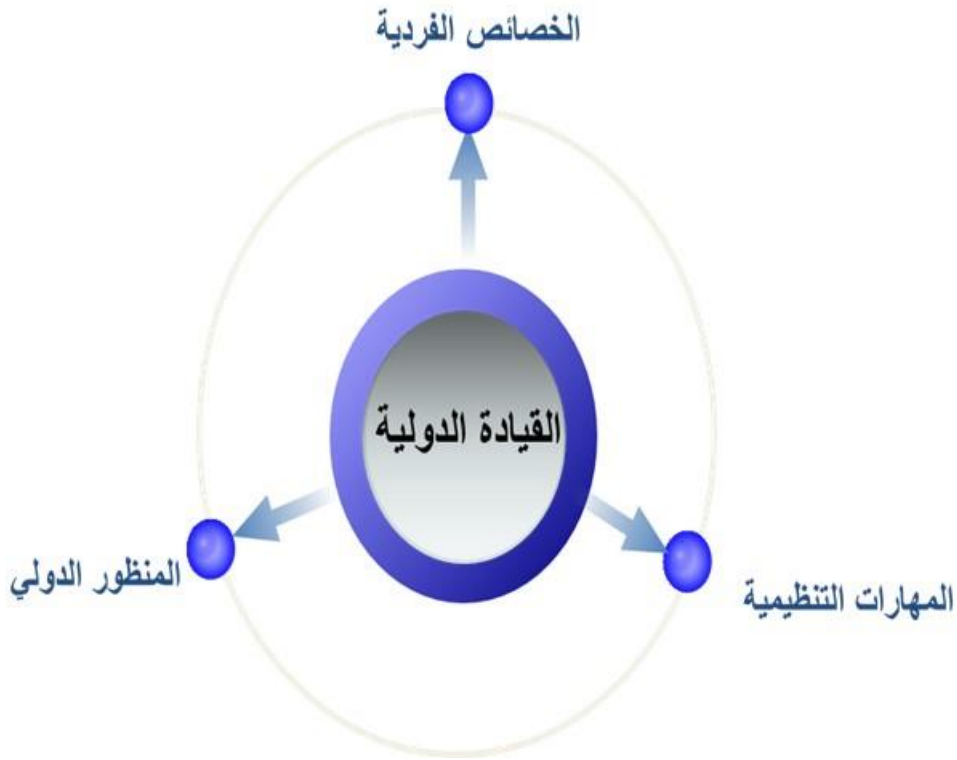 الخصائص الفردية
القيادة الدولية
المهارات التنظيمية
المنظور الدولي